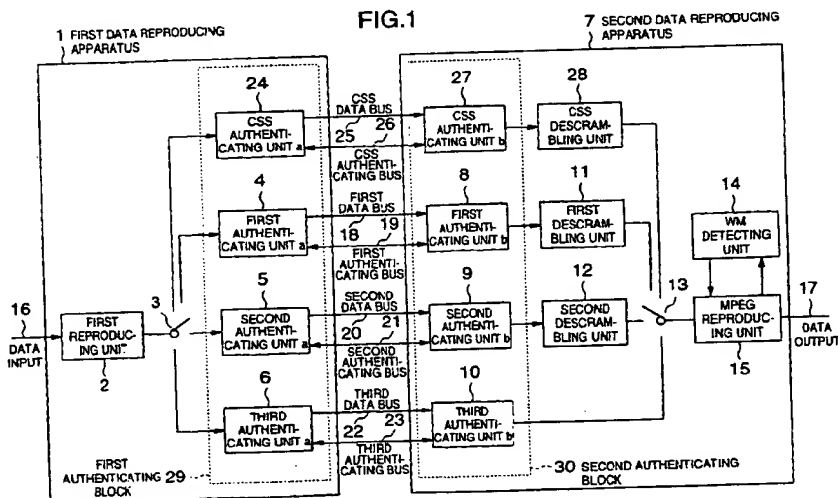 FIG.1
1 FIRST DATA REPRODUCING
APPARATUS
7 SECOND DATA REPRODUCING
APPARATUS
24
CSS
AUTHENTI-
CATING UNIT a
CSS
DATA BUS
25
26
CSS
AUTHENTI-
CATING BUS
27
CSS
AUTHENTI-
CATING UNIT b
28
CSS
DESCRAM-
BLING UNIT
4
FIRST
AUTHENTI-
CATING UNIT a
FIRST
DATA BUS
18
19
FIRST
AUTHENTI-
CATING BUS
8
FIRST
AUTHENTI-
CATING UNIT b
11
FIRST
DESCRAM-
BLING UNIT
14
WM
DETECTING
UNIT
16
DATA
INPUT
FIRST
REPRODUC-
ING UNIT
2
3
5
SECOND
AUTHENTI-
CATING UNIT a
SECOND
DATA BUS
20
21
SECOND
AUTHENTI-
CATING BUS
9
SECOND
AUTHENTI-
CATING UNIT b
12
SECOND
DESCRAM-
BLING UNIT
13
MPEG
REPRODUC-
ING UNIT
15
17
DATA
OUTPUT
6
THIRD
AUTHENTI-
CATING UNIT a
THIRD
DATA BUS
22
23
THIRD
AUTHENTI-
CATING BUS
10
THIRD
AUTHENTI-
CATING UNIT b
FIRST
AUTHENTICATING 29
BLOCK
30 SECOND AUTHENTICATING
BLOCK